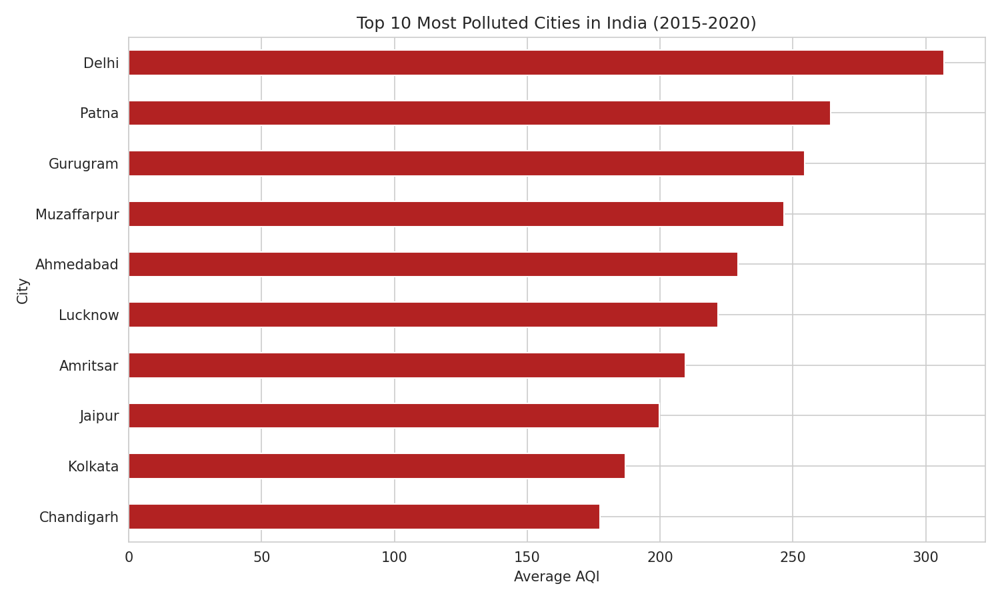 Top 10 Most Polluted Cities in India (2015-2020)
Delhi
Patna
Gurugram
Muzaffarpur
Ahmedabad
Lucknow
Amritsar
Jaipur
Kolkata
Chandigarh
City
0 50 100 150 200 250 300
Average AQI